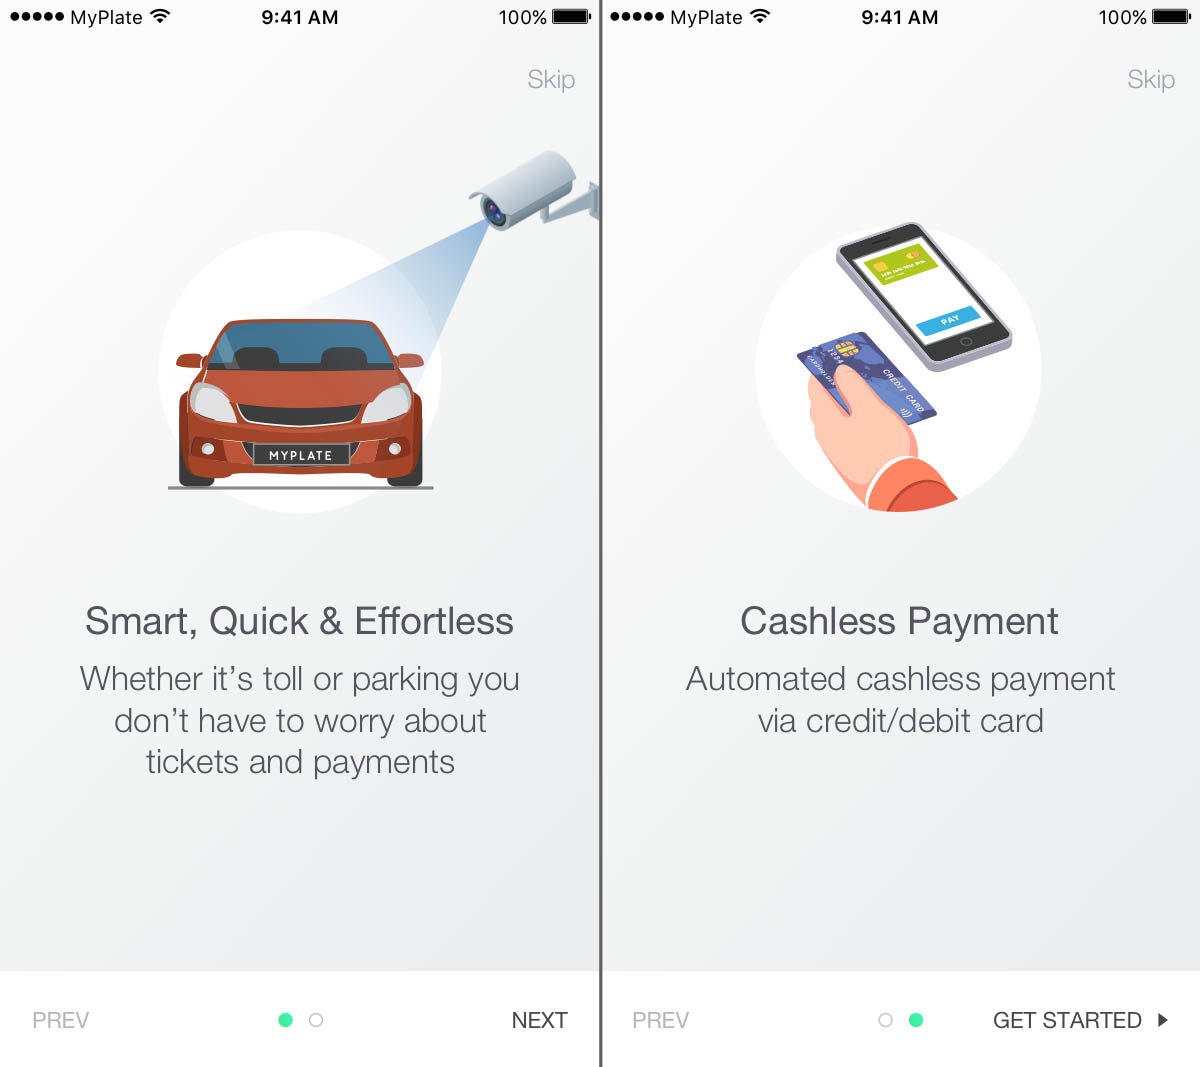 MyPlate 9:41 AM 100%
Skip
MYPLATE
Smart, Quick & Effortless
Whether it’s toll or parking you
don’t have to worry about
tickets and payments
PREV NEXT
MyPlate 9:41 AM 100%
Skip
PAY
1234
CARDHOLDER
CREDIT CARD
Cashless Payment
Automated cashless payment
via credit/debit card
PREV GET STARTED